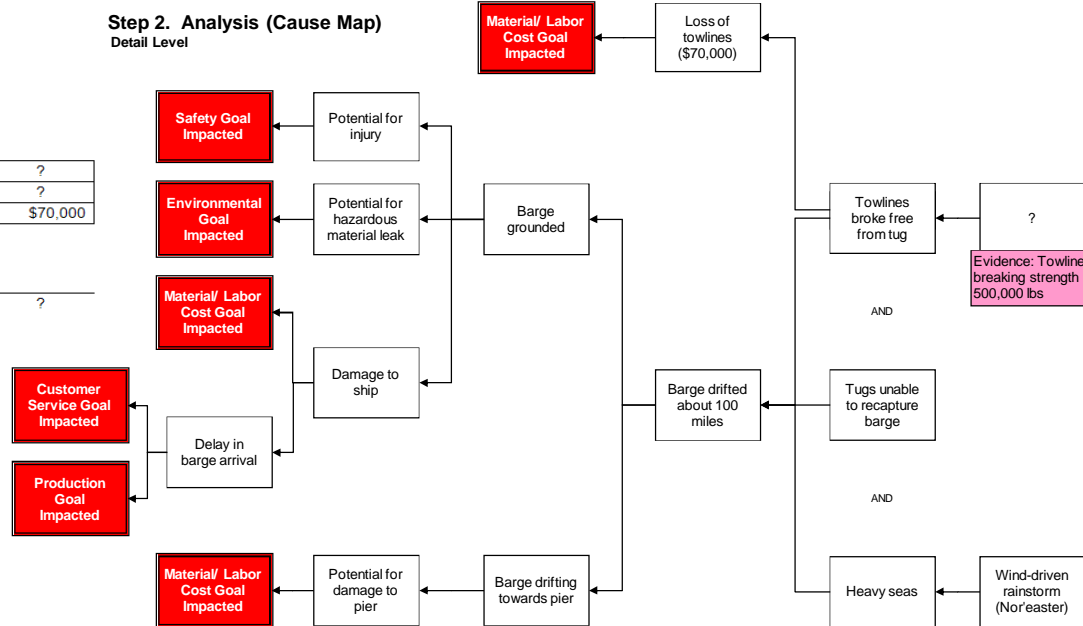 Step 2.  Analysis (Cause Map)
Detail Level
Material/ Labor
Cost Goal
Impacted
Loss of
towlines
($70,000)
Safety Goal
Impacted
Potential for
injury
?
?
$70,000
?
Environmental
Goal
Impacted
Potential for
hazardous
material leak
Barge
grounded
Towlines
broke free
from tug
?
Evidence: Towline
breaking strength
500,000 lbs
Material/ Labor
Cost Goal
Impacted
AND
Damage to
ship
Customer
Service Goal
Impacted
Barge drifted
about 100
miles
Tugs unable
to recapture
barge
Delay in
barge arrival
Production
Goal
Impacted
AND
Material/ Labor
Cost Goal
Impacted
Potential for
damage to
pier
Barge drifting
towards pier
Heavy seas
Wind-driven
rainstorm
(Nor'easter)